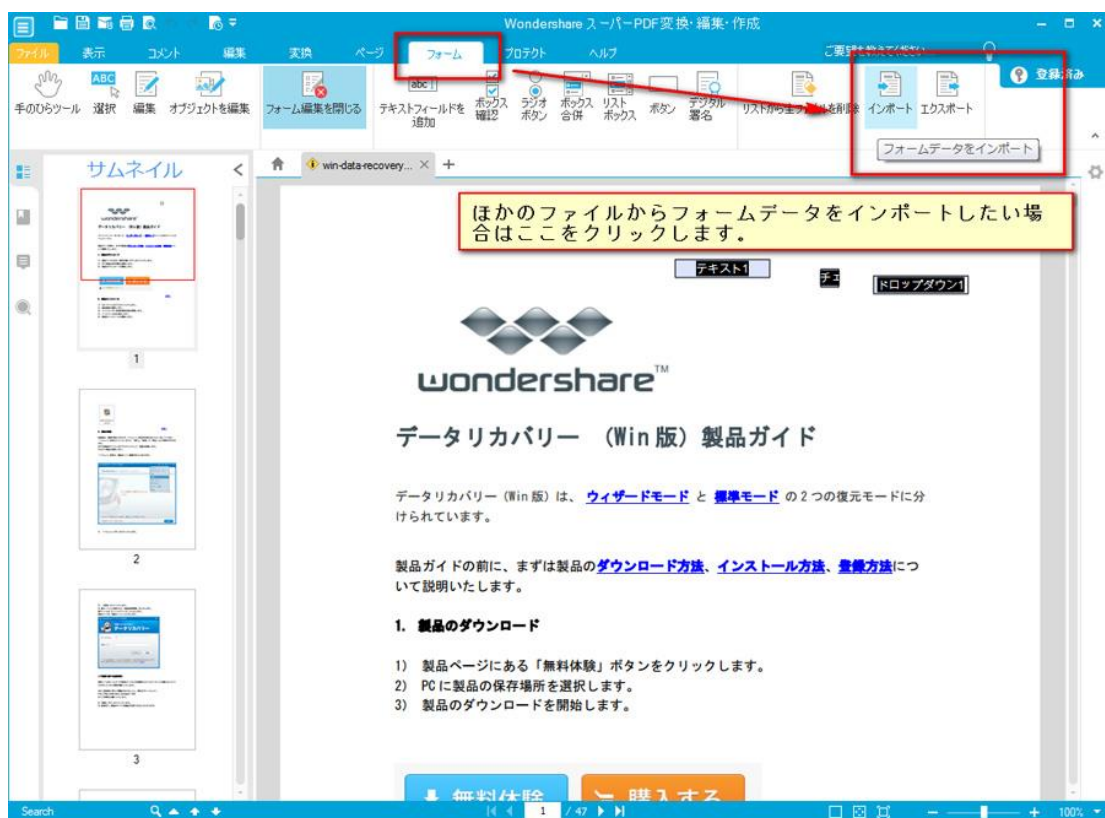 Wondershare スーパーPDF変換・編集・作成
ファイル 表示 コメント 編集 変換 ページ フォーム プロテクト ヘルプ
登録済み
手のひらツール 選択 編集 オブジェクトを編集 フォーム編集を閉じる テキストフィールドを追加 ボックス確認 ラジオボタン ボックス合併 リストボックス ボタン デジタル署名 インポート エクスポート
フォームデータをインポート
サムネイル
win-data-recovery...
ほかのファイルからフォームデータをインポートしたい場
合はここをクリックします。
テキスト1
チェ
ドロップダウン1
wondershare™
データリカバリー （Win版）製品ガイド
データリカバリー（Win版）は、 ウィザードモード と 標準モード の2つの復元モードに分
けられています。
製品ガイドの前に、まずは製品のダウンロード方法、インストール方法、登録方法につ
いて説明いたします。
1. 製品のダウンロード
1) 製品ページにある「無料体験」ボタンをクリックします。
2) PCに製品の保存場所を選択します。
3) 製品のダウンロードを開始します。
無料体験 購入する
1
2
3
Search 1 / 47 100%